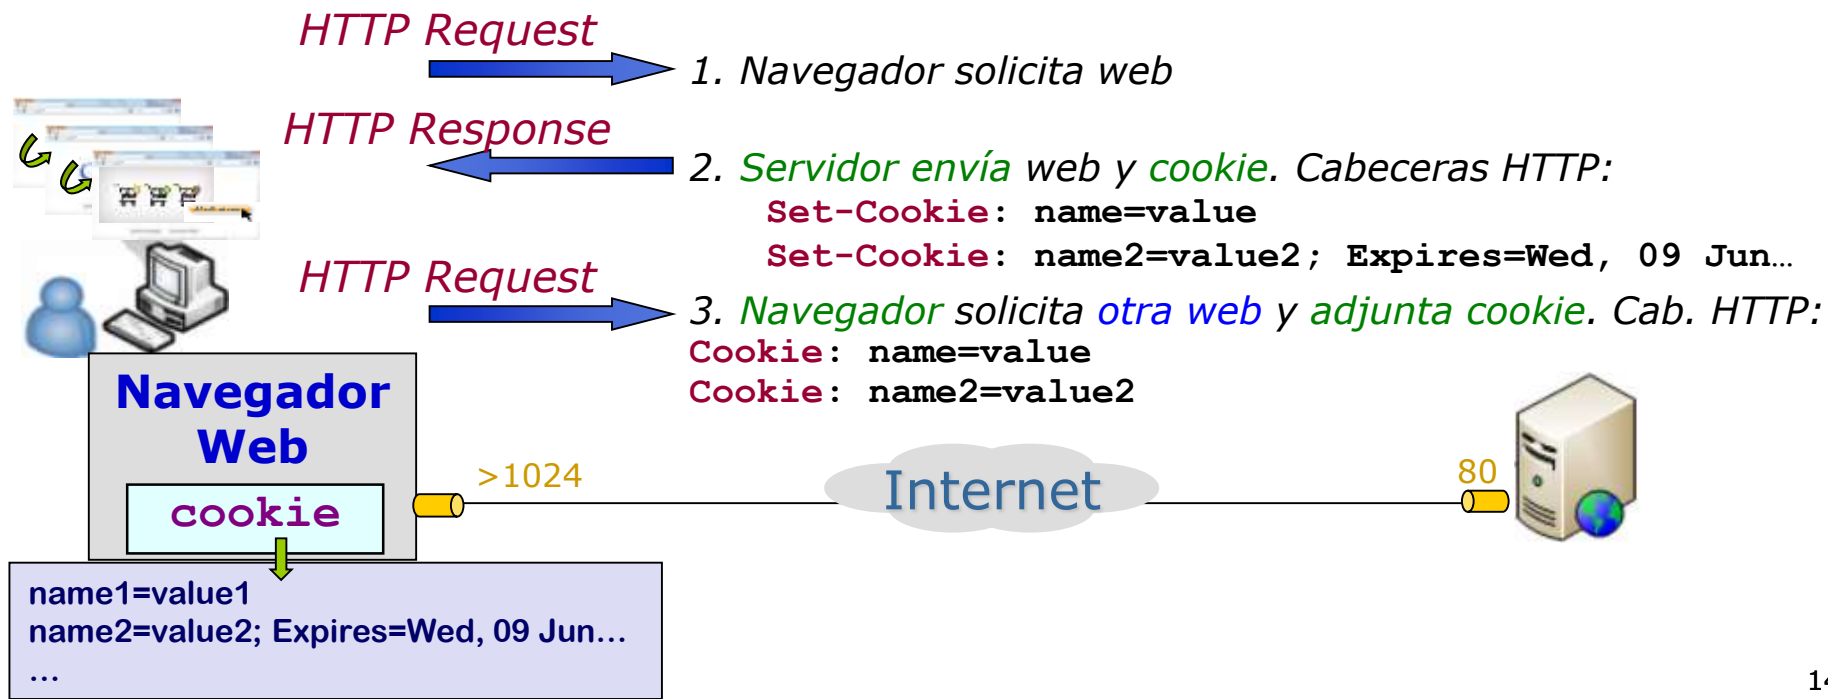 HTTP Request
1. Navegador solicita web
HTTP Response
2. Servidor envía web y cookie. Cabeceras HTTP:
Set-Cookie: name=value
Set-Cookie: name2=value2; Expires=Wed, 09 Jun…
HTTP Request
3. Navegador solicita otra web y adjunta cookie. Cab. HTTP:
Cookie: name=value
Cookie: name2=value2
Navegador
Web
cookie
>1024
Internet
80
name1=value1
name2=value2; Expires=Wed, 09 Jun…
…